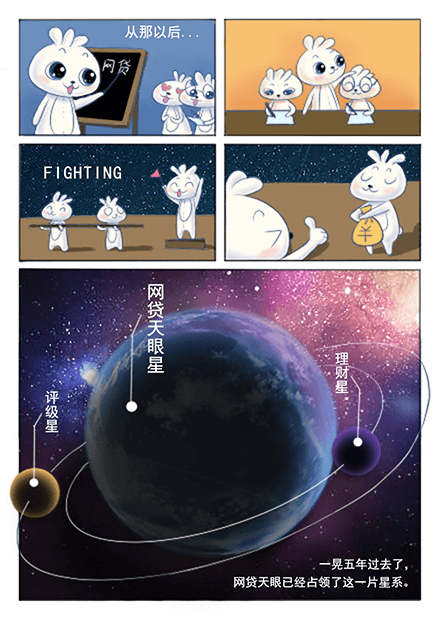 从那以后...
网贷
FIGHTING
网贷天眼星
理财星
评级星
一晃五年过去了，
网贷天眼已经占领了这一片星系。